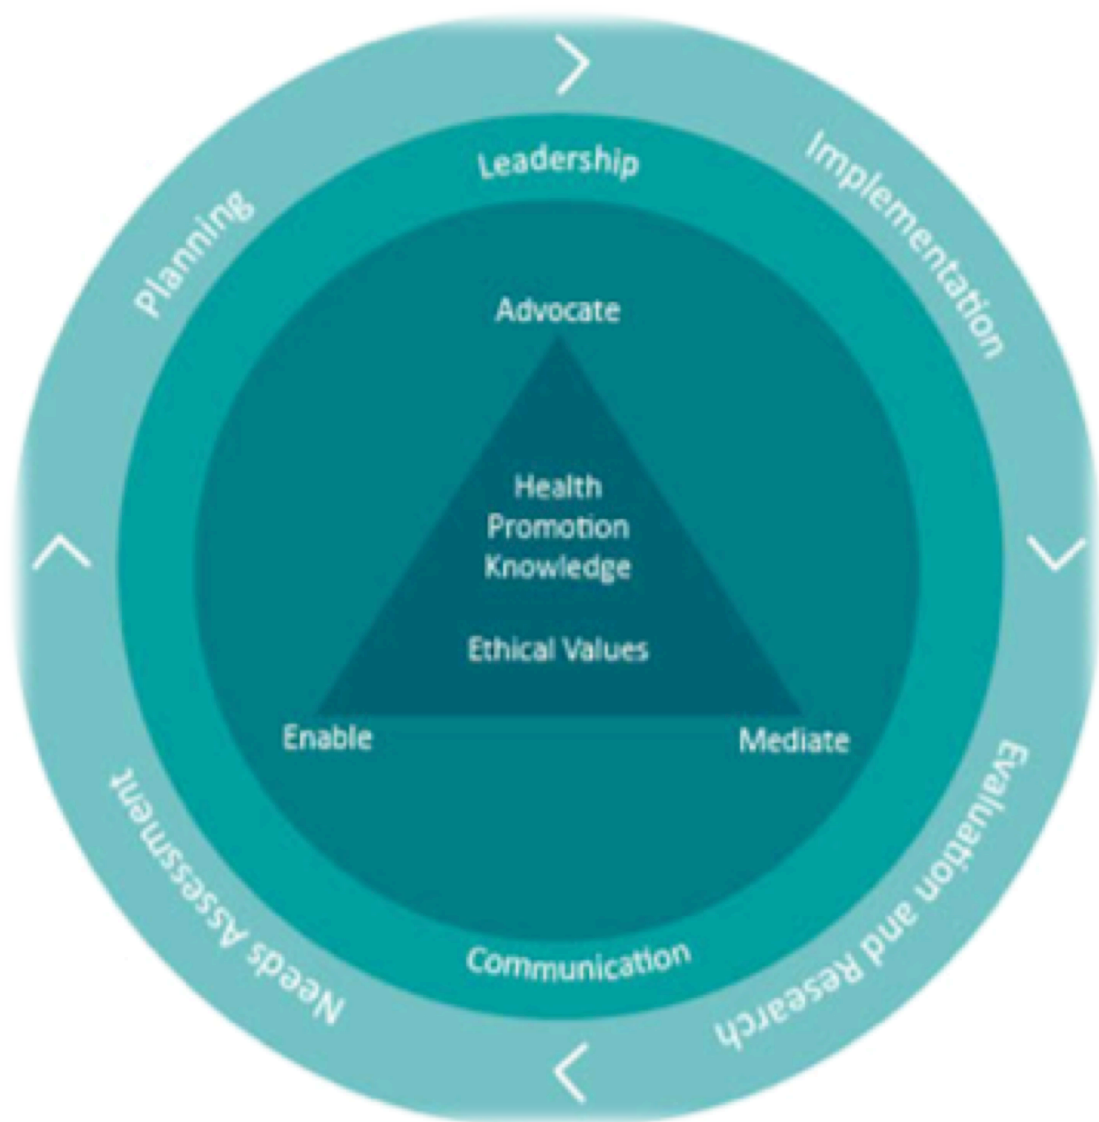 Leadership
Planning
Implementation
Advocate
Health
Promotion
Knowledge
Ethical Values
Enable
Mediate
Needs Assessment
Evaluation and Research
Communication